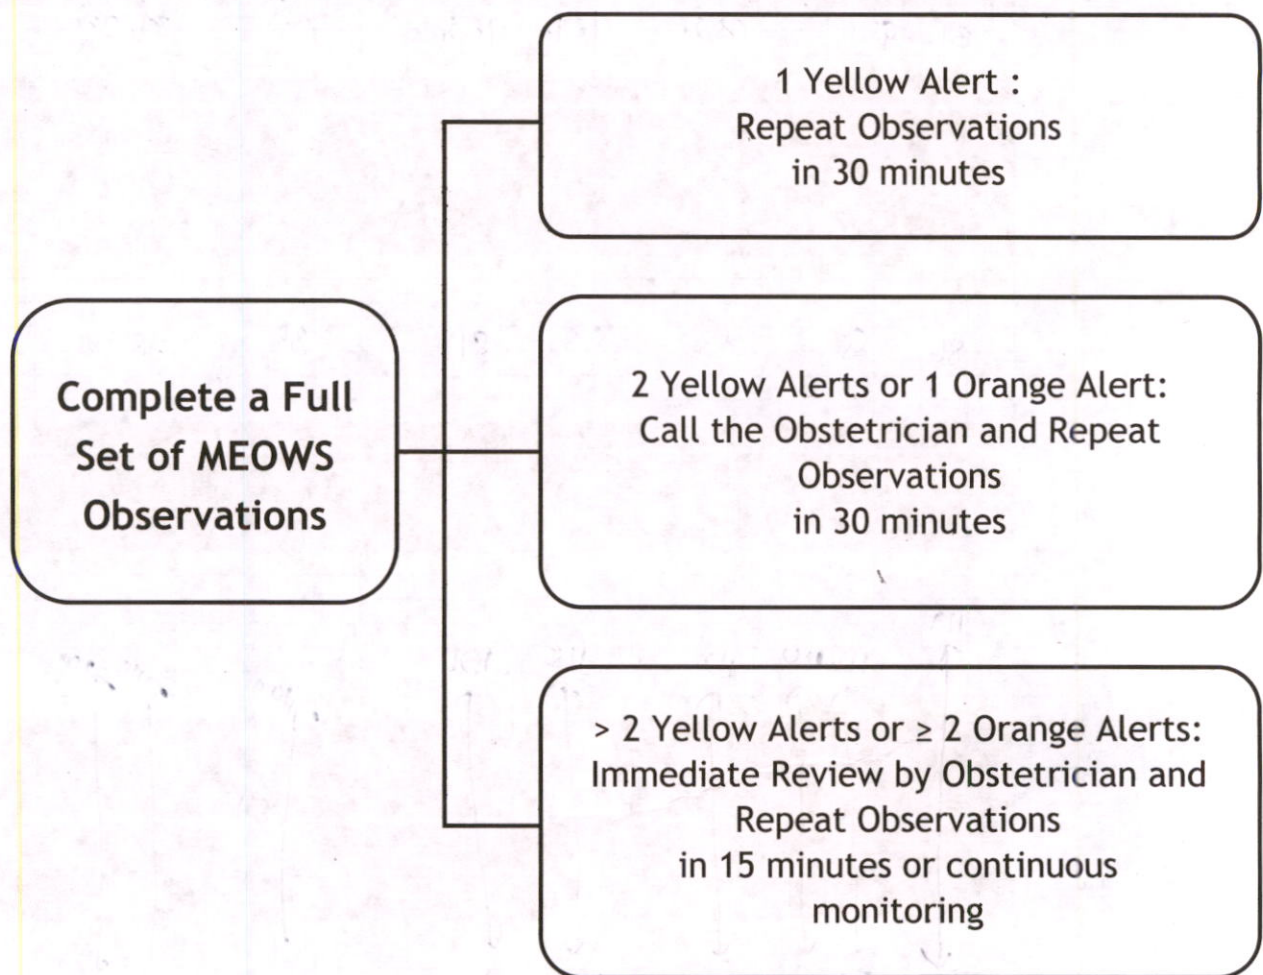 Complete a Full
Set of MEOWS
Observations
1 Yellow Alert :
Repeat Observations
in 30 minutes
2 Yellow Alerts or 1 Orange Alert:
Call the Obstetrician and Repeat
Observations
in 30 minutes
> 2 Yellow Alerts or ≥ 2 Orange Alerts:
Immediate Review by Obstetrician and
Repeat Observations
in 15 minutes or continuous
monitoring